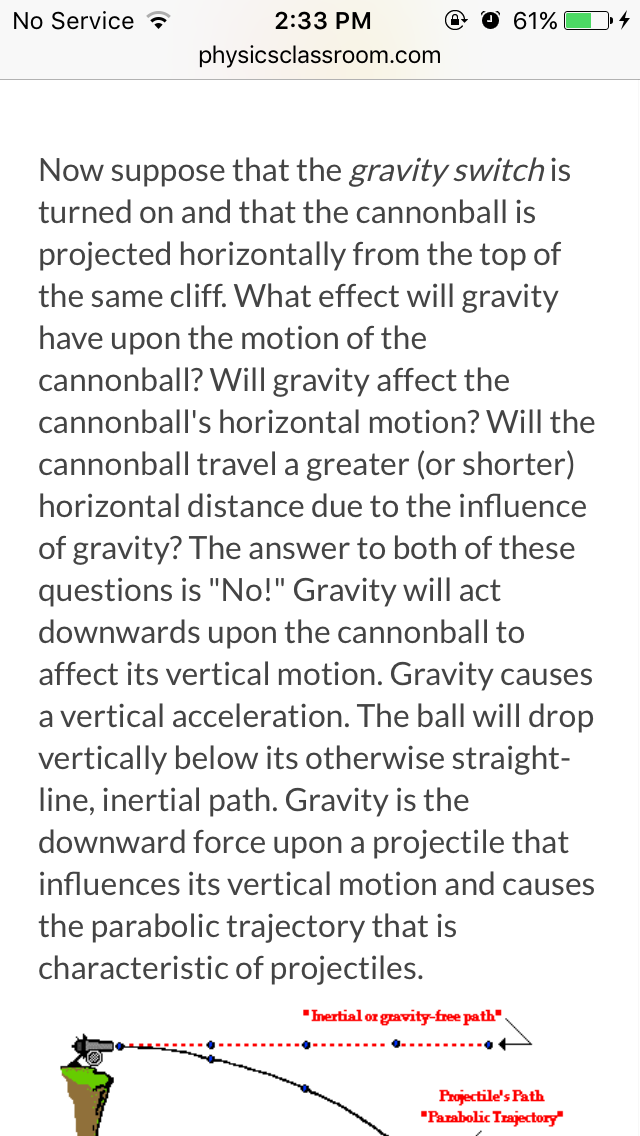 No Service 2:33 PM 61%
physicsclassroom.com
Now suppose that the gravity switch is
turned on and that the cannonball is
projected horizontally from the top of
the same cliff. What effect will gravity
have upon the motion of the
cannonball? Will gravity affect the
cannonball's horizontal motion? Will the
cannonball travel a greater (or shorter)
horizontal distance due to the influence
of gravity? The answer to both of these
questions is "No!" Gravity will act
downwards upon the cannonball to
affect its vertical motion. Gravity causes
a vertical acceleration. The ball will drop
vertically below its otherwise straight-
line, inertial path. Gravity is the
downward force upon a projectile that
influences its vertical motion and causes
the parabolic trajectory that is
characteristic of projectiles.
"Inertial or gravity-free path"
Projectile's Path
"Parabolic Trajectory"